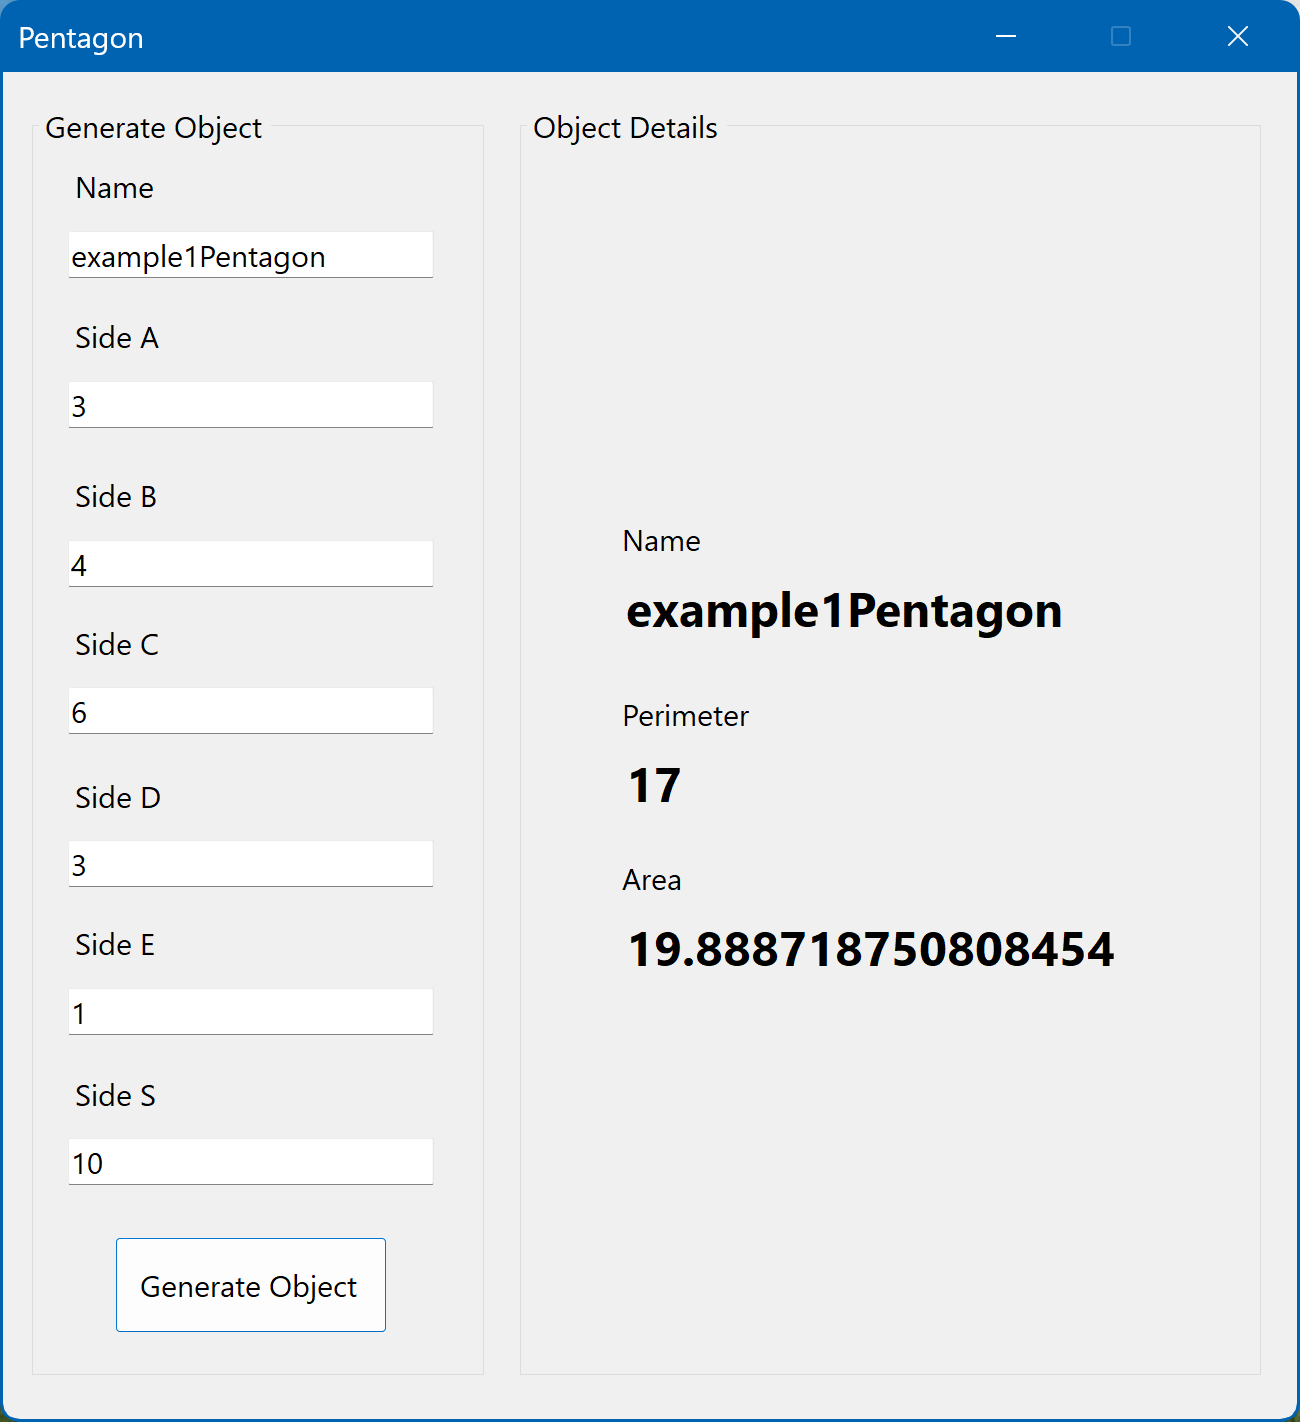 Pentagon
Generate Object
Name
example1Pentagon
Side A
3
Side B
4
Side C
6
Side D
3
Side E
1
Side S
10
Generate Object
Object Details
Name
example1Pentagon
Perimeter
17
Area
19.888718750808454